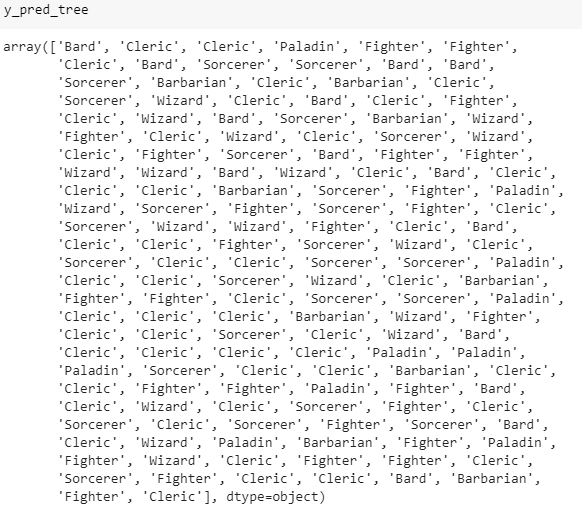 y_pred_tree
array(['Bard', 'Cleric', 'Cleric', 'Paladin', 'Fighter', 'Fighter',
'Cleric', 'Bard', 'Sorcerer', 'Sorcerer', 'Bard', 'Bard',
'Sorcerer', 'Barbarian', 'Cleric', 'Barbarian', 'Cleric',
'Sorcerer', 'Wizard', 'Cleric', 'Bard', 'Cleric', 'Fighter',
'Cleric', 'Wizard', 'Bard', 'Sorcerer', 'Barbarian', 'Wizard',
'Fighter', 'Cleric', 'Wizard', 'Cleric', 'Sorcerer', 'Wizard',
'Cleric', 'Fighter', 'Sorcerer', 'Bard', 'Fighter', 'Fighter',
'Wizard', 'Wizard', 'Bard', 'Wizard', 'Cleric', 'Bard', 'Cleric',
'Cleric', 'Cleric', 'Barbarian', 'Sorcerer', 'Fighter', 'Paladin',
'Wizard', 'Sorcerer', 'Fighter', 'Sorcerer', 'Fighter', 'Cleric',
'Sorcerer', 'Wizard', 'Wizard', 'Fighter', 'Cleric', 'Bard',
'Cleric', 'Cleric', 'Fighter', 'Sorcerer', 'Wizard', 'Cleric',
'Sorcerer', 'Cleric', 'Cleric', 'Sorcerer', 'Sorcerer', 'Paladin',
'Cleric', 'Cleric', 'Sorcerer', 'Wizard', 'Cleric', 'Barbarian',
'Fighter', 'Fighter', 'Cleric', 'Sorcerer', 'Sorcerer', 'Paladin',
'Cleric', 'Cleric', 'Cleric', 'Barbarian', 'Wizard', 'Fighter',
'Cleric', 'Cleric', 'Sorcerer', 'Cleric', 'Wizard', 'Bard',
'Cleric', 'Cleric', 'Cleric', 'Cleric', 'Paladin', 'Paladin',
'Paladin', 'Sorcerer', 'Cleric', 'Cleric', 'Barbarian', 'Cleric',
'Cleric', 'Fighter', 'Fighter', 'Paladin', 'Fighter', 'Bard',
'Cleric', 'Wizard', 'Cleric', 'Sorcerer', 'Fighter', 'Cleric',
'Sorcerer', 'Cleric', 'Sorcerer', 'Fighter', 'Sorcerer', 'Bard',
'Cleric', 'Wizard', 'Paladin', 'Barbarian', 'Fighter', 'Paladin',
'Fighter', 'Wizard', 'Cleric', 'Fighter', 'Fighter', 'Cleric',
'Sorcerer', 'Fighter', 'Cleric', 'Cleric', 'Bard', 'Barbarian',
'Fighter', 'Cleric'], dtype=object)